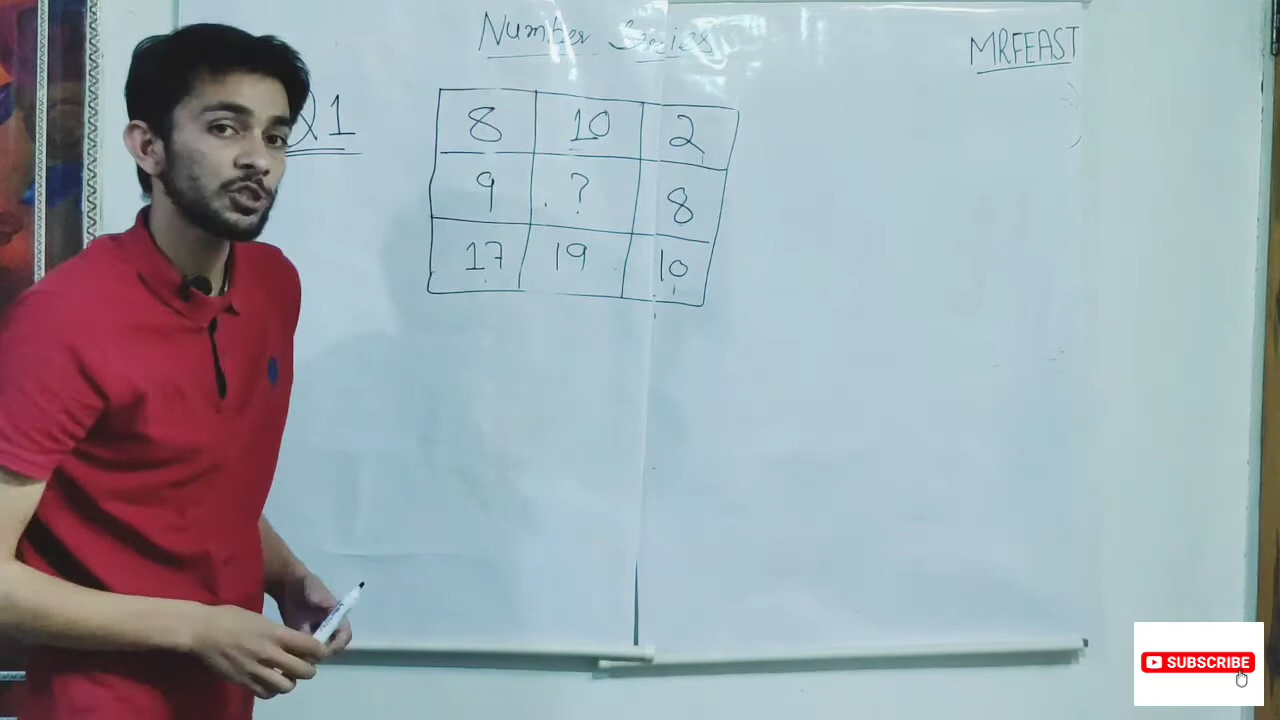 Number Series
MRFEAST
Q1
8 10 2
9 ? 8
17 19 10
SUBSCRIBE